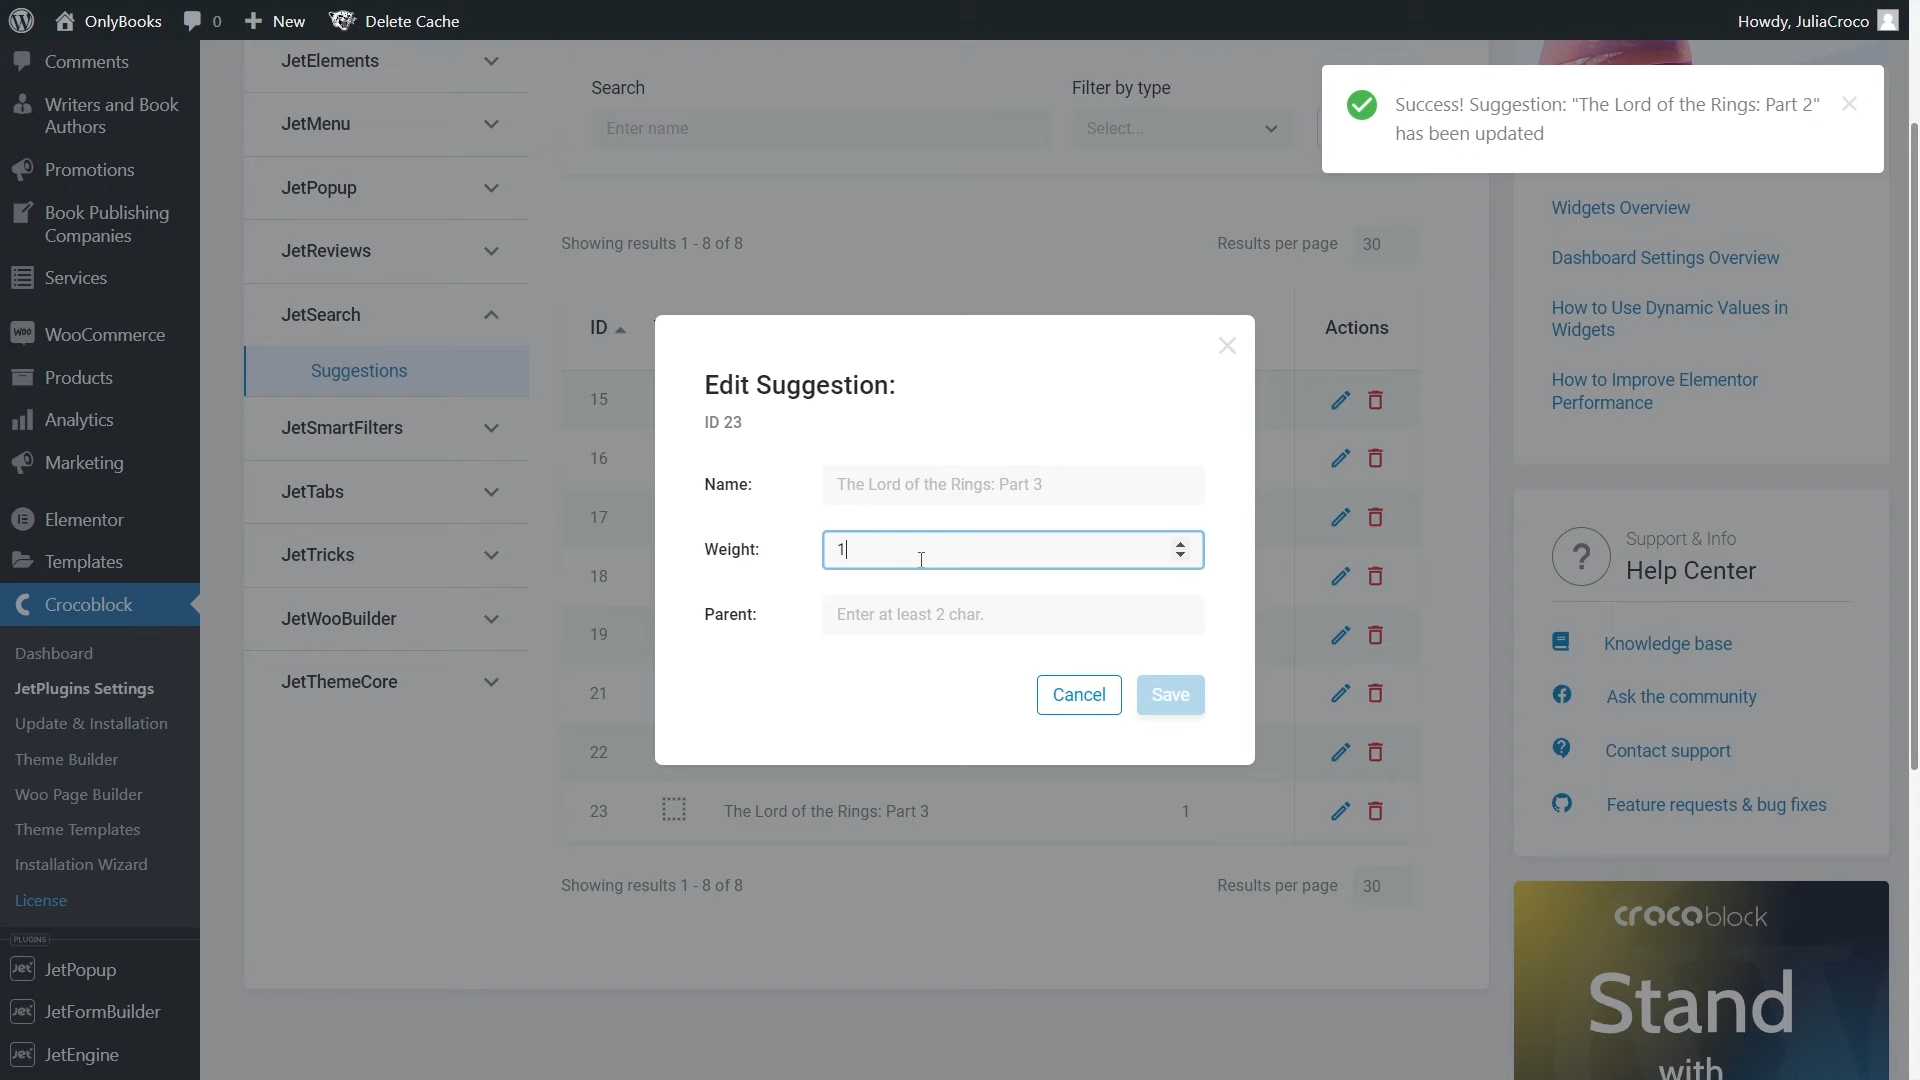 OnlyBooks
0
New
Delete Cache
Howdy, JuliaCroco
Comments
Writers and Book
Authors
Promotions
Book Publishing
Companies
Services
WOO
WooCommerce
Products
Analytics
Marketing
Elementor
Templates
Crocoblock
Dashboard
JetPlugins Settings
Update & Installation
Theme Builder
Woo Page Builder
Theme Templates
Installation Wizard
License
PLUGINS
Jet
JetPopup
Jet
JetFormBuilder
Jet
JetEngine
JetElements
JetMenu
JetPopup
JetReviews
JetSearch
Suggestions
JetSmartFilters
JetTabs
JetTricks
JetWooBuilder
JetThemeCore
Search
Enter name
Filter by type
Select...
Showing results 1 - 8 of 8
Results per page
30
ID
Actions
15
16
17
18
19
21
22
23
The Lord of the Rings: Part 3
1
Showing results 1 - 8 of 8
Results per page
30
Edit Suggestion:
ID 23
Name:
The Lord of the Rings: Part 3
Weight:
1
Parent:
Enter at least 2 char.
Cancel
Save
Success! Suggestion: "The Lord of the Rings: Part 2"
has been updated
Widgets Overview
Dashboard Settings Overview
How to Use Dynamic Values in
Widgets
How to Improve Elementor
Performance
?
Support & Info
Help Center
Knowledge base
Ask the community
Contact support
Feature requests & bug fixes
crocoblock
Stand
with